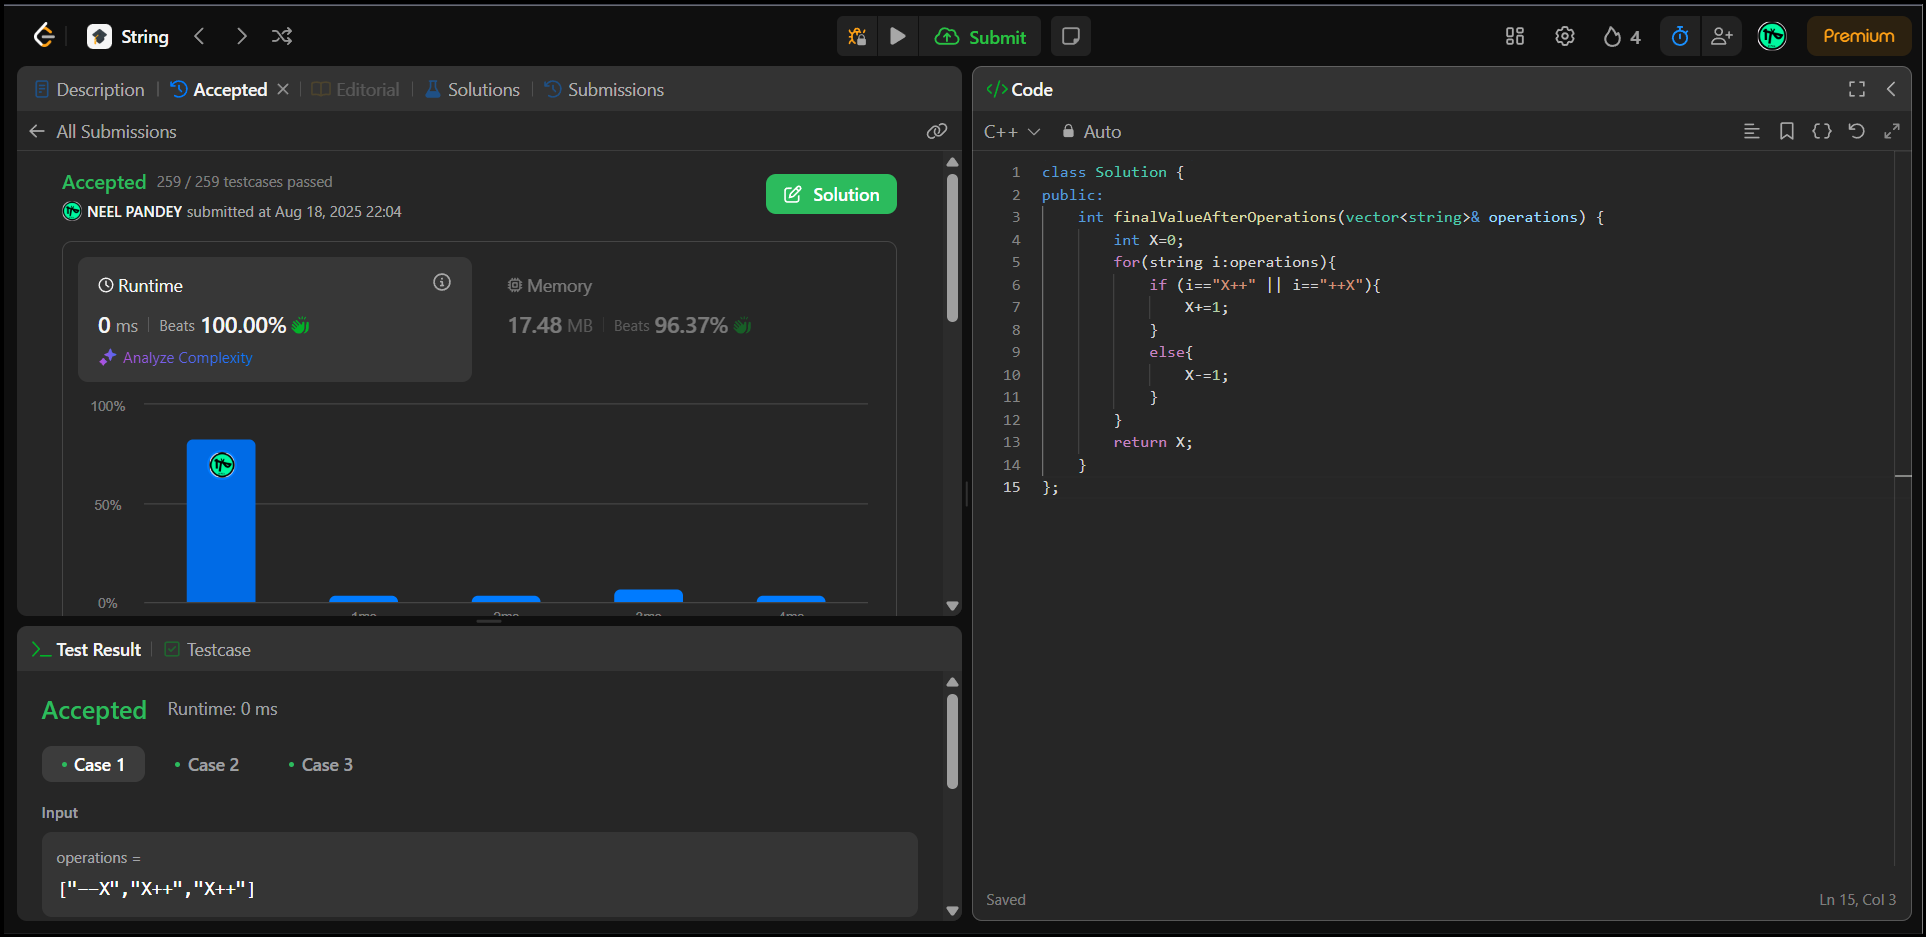 String
Submit
4
Premium
Description
Accepted
Editorial
Solutions
Submissions
All Submissions
Accepted 259 / 259 testcases passed
NEEL PANDEY submitted at Aug 18, 2025 22:04
Solution
Runtime
0 ms Beats 100.00%
Analyze Complexity
Memory
17.48 MB Beats 96.37%
100%
50%
0%
1ms 2ms 3ms 4ms
Test Result
Testcase
Accepted Runtime: 0 ms
Case 1
Case 2
Case 3
Input
operations =
["--X","X++","X++"]
</> Code
C++
Auto
1 class Solution {
2 public:
3     int finalValueAfterOperations(vector<string>& operations) {
4         int X=0;
5         for(string i:operations){
6             if (i=="X++" || i=="++X"){
7                 X+=1;
8             }
9             else{
10                 X-=1;
11             }
12         }
13         return X;
14     }
15 };
Saved
Ln 15, Col 3